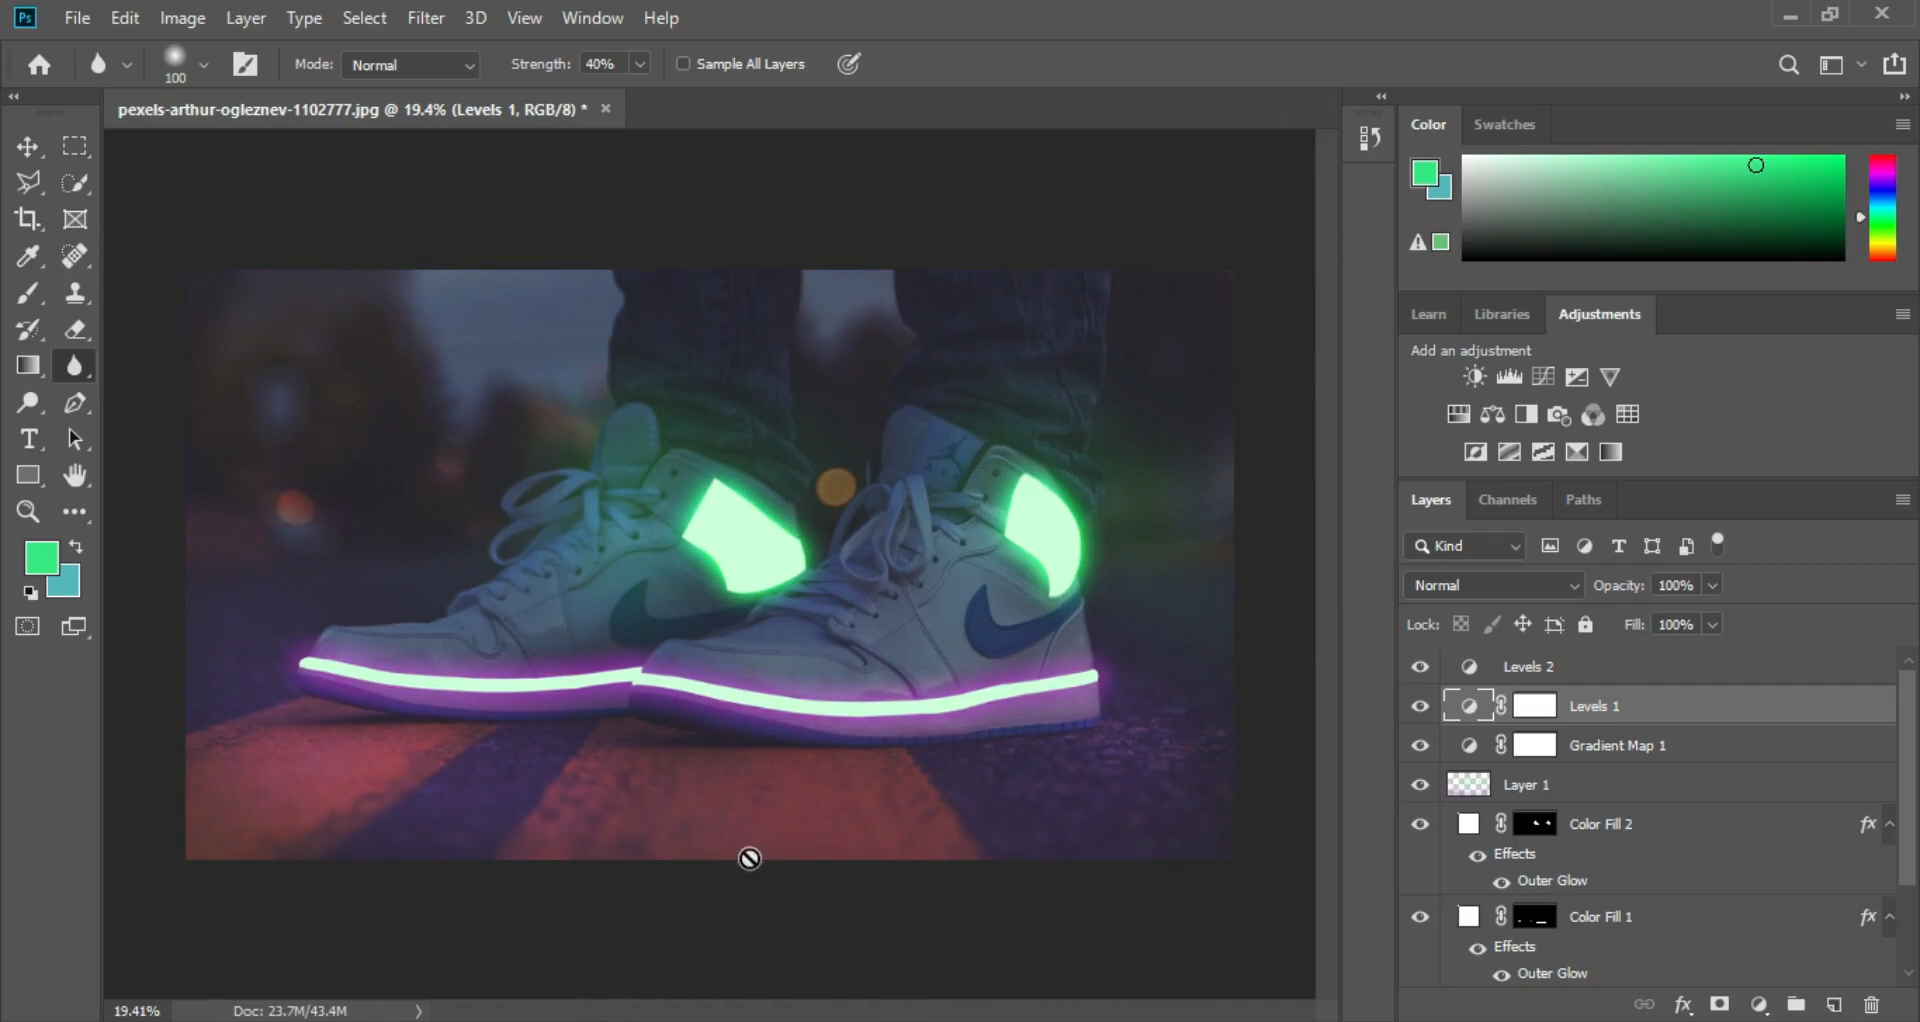 Ps File Edit Image Layer Type Select Filter 3D View Window Help
100 Mode: Normal Strength: 40% Sample All Layers
pexels-arthur-ogleznev-1102777.jpg @ 19.4% (Levels 1, RGB/8) *
Color Swatches
Learn Libraries Adjustments
Add an adjustment
Layers Channels Paths
Kind
Normal Opacity: 100%
Lock: Fill: 100%
Levels 2
Levels 1
Gradient Map 1
Layer 1
Color Fill 2 fx
Effects
Outer Glow
Color Fill 1 fx
Effects
Outer Glow
19.41% Doc: 23.7M/43.4M
fx